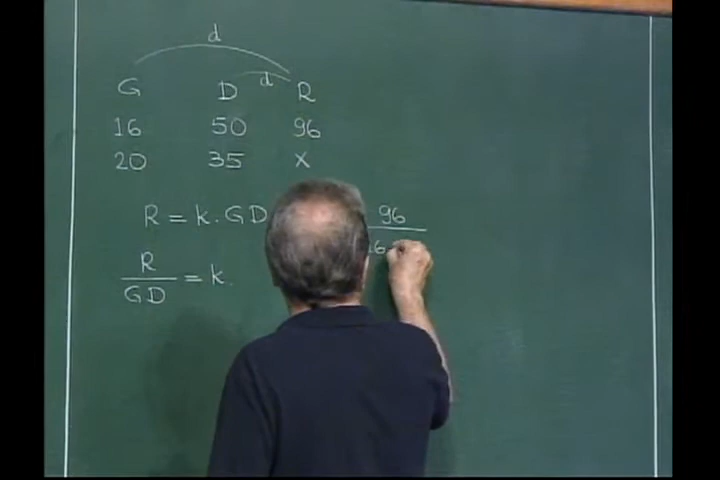 d
d
G D R
16 50 96
20 35 x
R = k. GD
96
R
GD
= k.